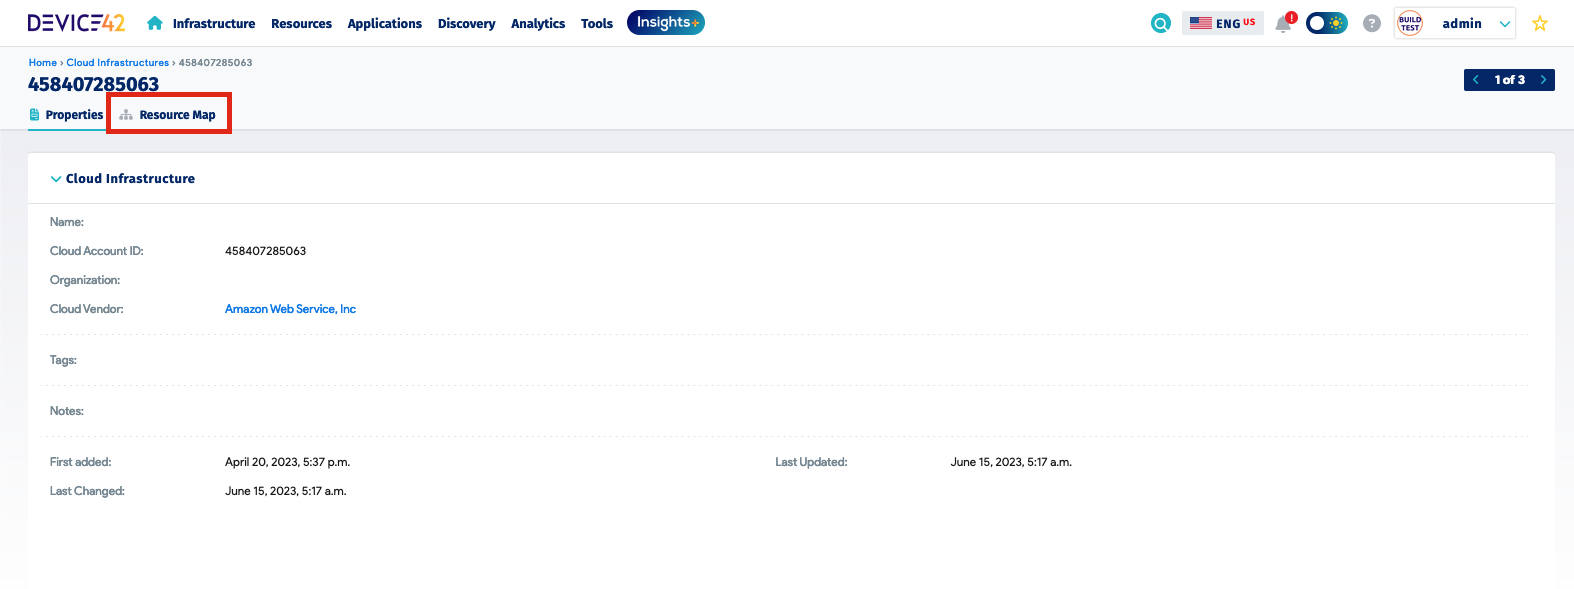 DEVICE42 Infrastructure Resources Applications Discovery Analytics Tools Insights+ ENG US ! ? BUILD TEST admin
Home › Cloud Infrastructures › 458407285063
458407285063
1 of 3
Properties Resource Map
Cloud Infrastructure
Name:
Cloud Account ID: 458407285063
Organization:
Cloud Vendor: Amazon Web Service, Inc
Tags:
Notes:
First added: April 20, 2023, 5:37 p.m. Last Updated: June 15, 2023, 5:17 a.m.
Last Changed: June 15, 2023, 5:17 a.m.